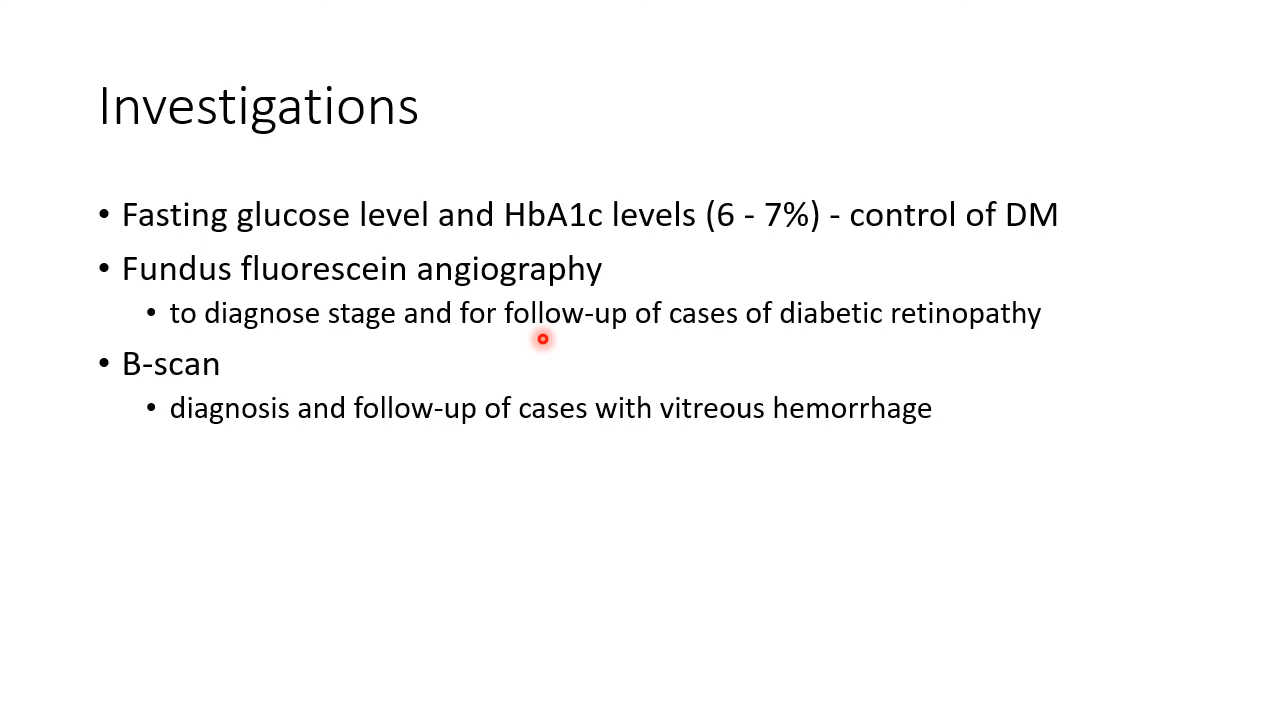 Investigations
• Fasting glucose level and HbA1c levels (6 - 7%) - control of DM
• Fundus fluorescein angiography
• to diagnose stage and for follow-up of cases of diabetic retinopathy
• B-scan
• diagnosis and follow-up of cases with vitreous hemorrhage